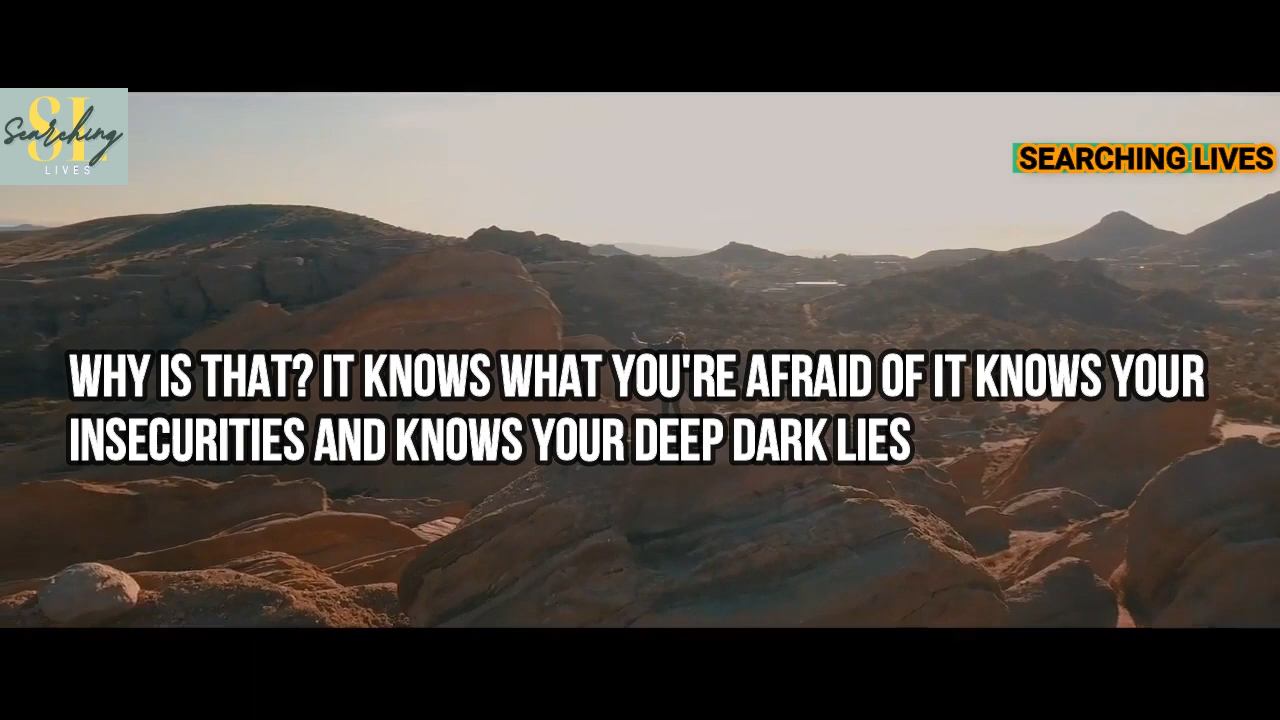 SL
Searching
LIVES
SEARCHING LIVES
WHY IS THAT? IT KNOWS WHAT YOU'RE AFRAID OF IT KNOWS YOUR
INSECURITIES AND KNOWS YOUR DEEP DARK LIES